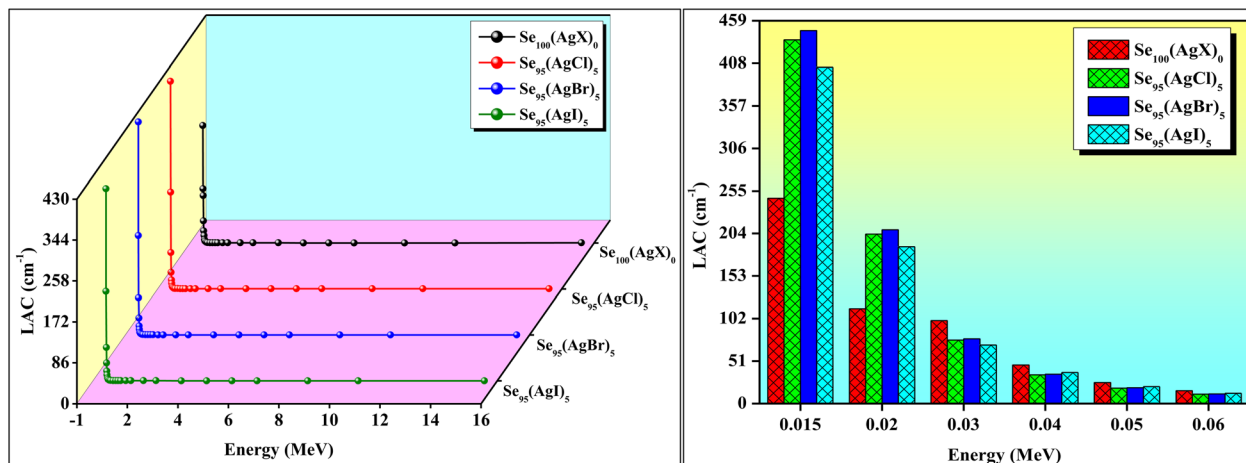 Se₁₀₀(AgX)₀
Se₉₅(AgCl)₅
Se₉₅(AgBr)₅
Se₉₅(AgI)₅
430
344
258
172
86
0
LAC (cm⁻¹)
Se₁₀₀(AgX)₀
Se₉₅(AgCl)₅
Se₉₅(AgBr)₅
Se₉₅(AgI)₅
-1 2 4 6 8 10 12 14 16
Energy (MeV)
459
408
357
306
255
204
153
102
51
0
LAC (cm⁻¹)
Se₁₀₀(AgX)₀
Se₉₅(AgCl)₅
Se₉₅(AgBr)₅
Se₉₅(AgI)₅
0.015 0.02 0.03 0.04 0.05 0.06
Energy (MeV)